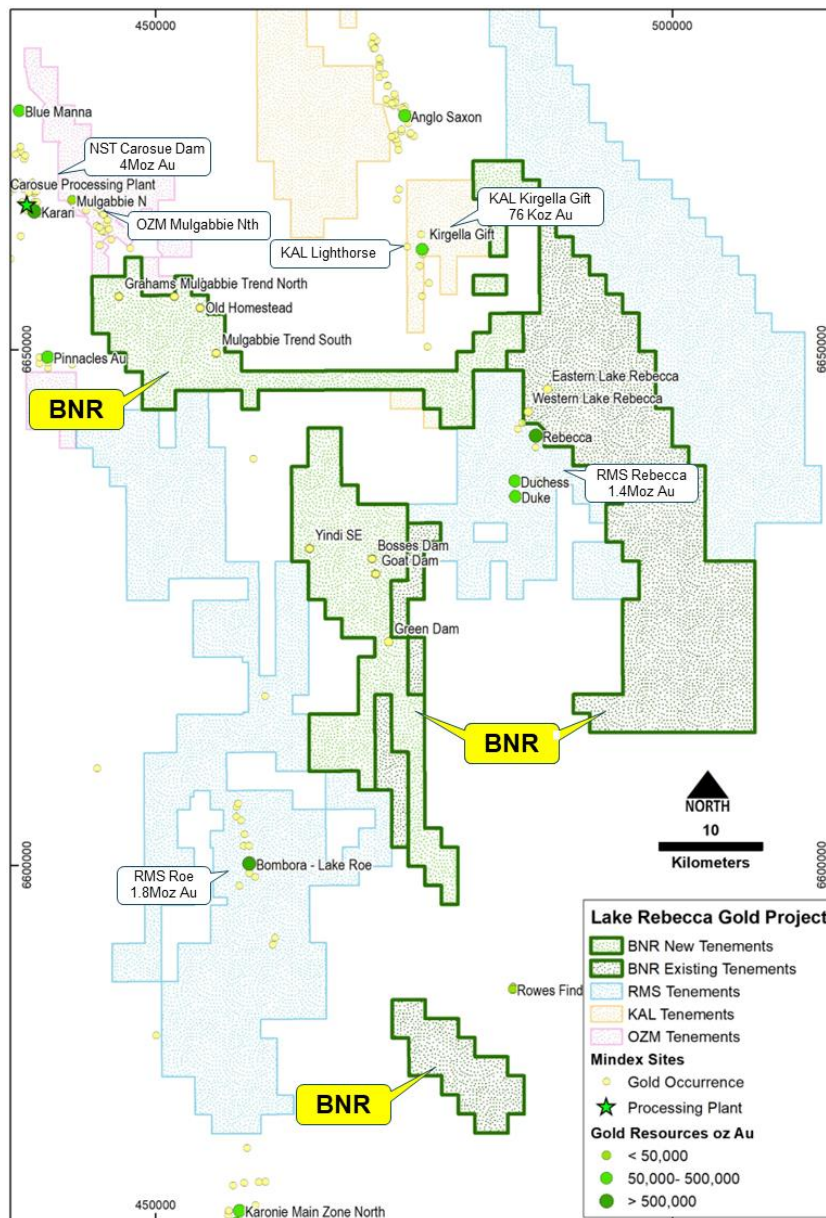 450000
500000
Blue Manna
Anglo Saxon
NST Carosue Dam
4Moz Au
Carosue Processing Plant
Mulgabbie N
Karari
OZM Mulgabbie Nth
KAL Kirgella Gift
76 Koz Au
Kirgella Gift
KAL Lighthorse
Grahams Mulgabbie Trend North
Old Homestead
Mulgabbie Trend South
6650000
6650000
Pinnacles Au
BNR
Eastern Lake Rebecca
Western Lake Rebecca
Rebecca
RMS Rebecca
1.4Moz Au
Duchess
Duke
Yindi SE
Bosses Dam
Goat Dam
Green Dam
BNR
NORTH
10
Kilometers
6600000
6600000
Bombora - Lake Roe
RMS Roe
1.8Moz Au
Rowes Find
BNR
Karonie Main Zone North
450000
Lake Rebecca Gold Project
BNR New Tenements
BNR Existing Tenements
RMS Tenements
KAL Tenements
OZM Tenements
Mindex Sites
Gold Occurrence
Processing Plant
Gold Resources oz Au
< 50,000
50,000- 500,000
> 500,000